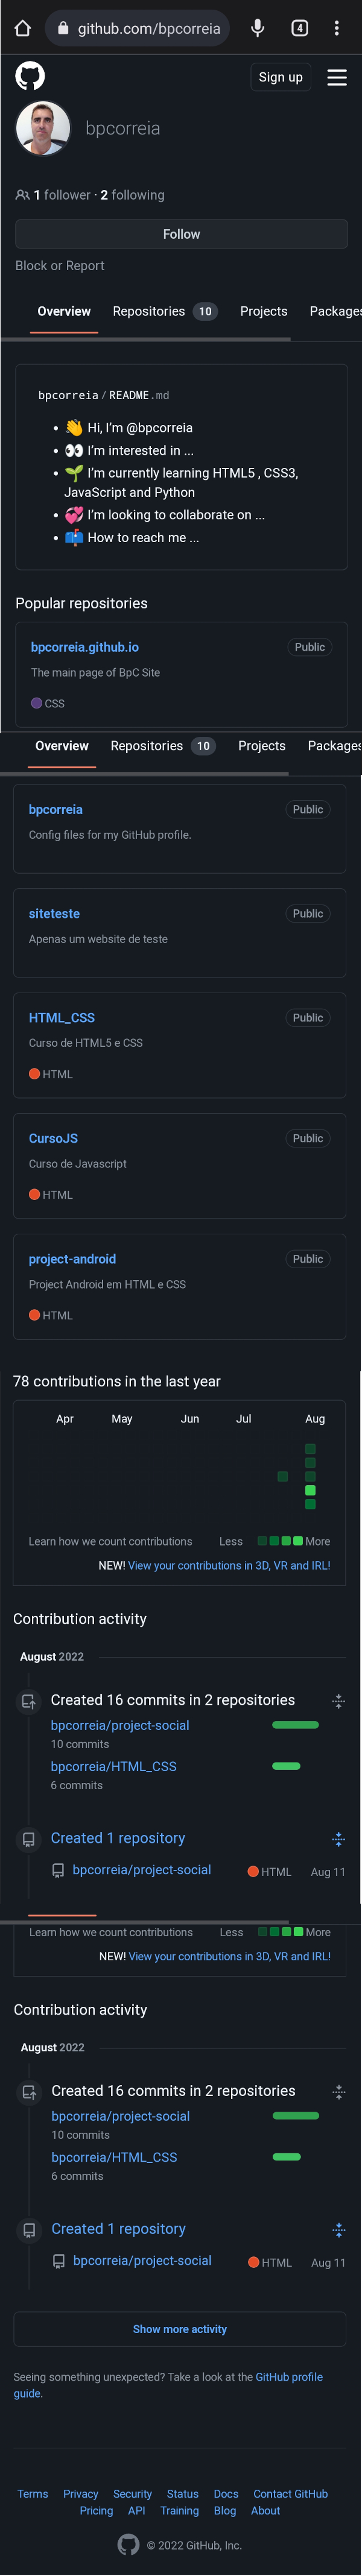 github.com/bpcorreia
4
Sign up
bpcorreia
1 follower · 2 following
Follow
Block or Report
Overview Repositories 10 Projects Packages
bpcorreia / README.md
👋 Hi, I’m @bpcorreia
👀 I’m interested in ...
🌱 I’m currently learning HTML5 , CSS3,
JavaScript and Python
💞️ I’m looking to collaborate on ...
📫 How to reach me ...
Popular repositories
bpcorreia.github.io Public
The main page of BpC Site
CSS
Overview Repositories 10 Projects Packages
bpcorreia Public
Config files for my GitHub profile.
siteteste Public
Apenas um website de teste
HTML_CSS Public
Curso de HTML5 e CSS
HTML
CursoJS Public
Curso de Javascript
HTML
project-android Public
Project Android em HTML e CSS
HTML
78 contributions in the last year
Apr May Jun Jul Aug
Learn how we count contributions Less More
NEW! View your contributions in 3D, VR and IRL!
Contribution activity
August 2022
Created 16 commits in 2 repositories
bpcorreia/project-social
10 commits
bpcorreia/HTML_CSS
6 commits
Created 1 repository
bpcorreia/project-social HTML Aug 11
Learn how we count contributions Less More
NEW! View your contributions in 3D, VR and IRL!
Contribution activity
August 2022
Created 16 commits in 2 repositories
bpcorreia/project-social
10 commits
bpcorreia/HTML_CSS
6 commits
Created 1 repository
bpcorreia/project-social HTML Aug 11
Show more activity
Seeing something unexpected? Take a look at the GitHub profile
guide.
Terms Privacy Security Status Docs Contact GitHub
Pricing API Training Blog About
© 2022 GitHub, Inc.